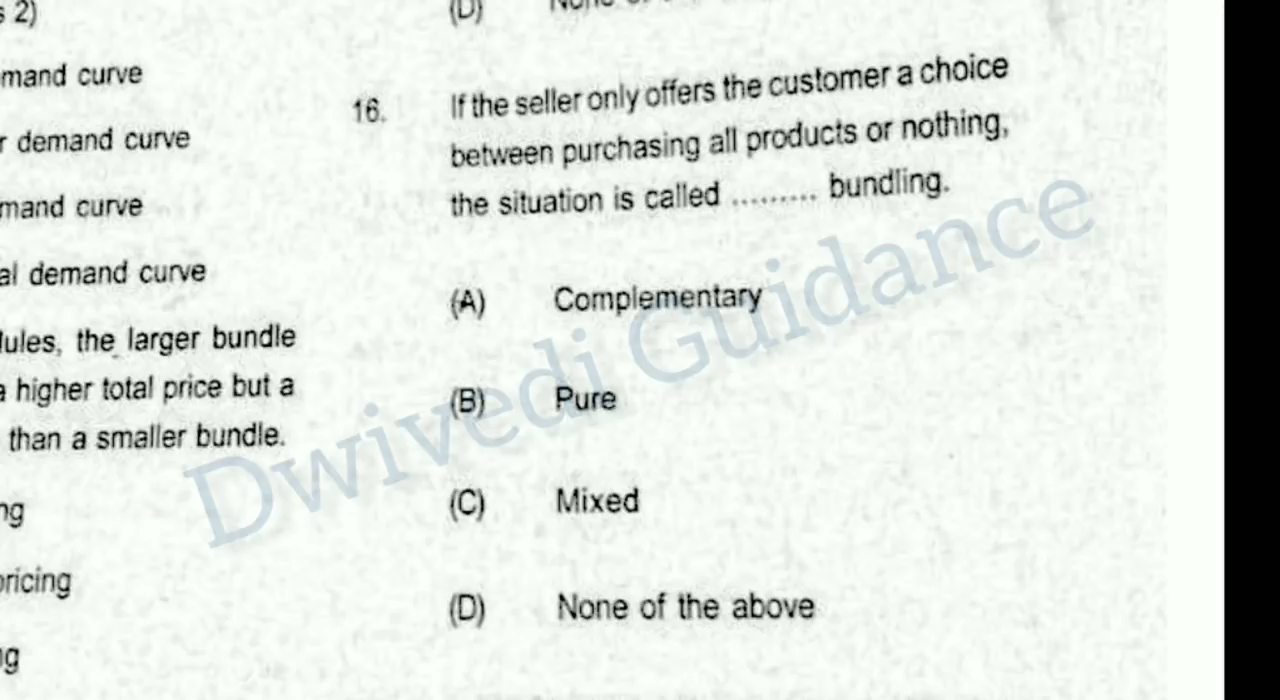 s 2)
mand curve
r demand curve
mand curve
al demand curve
lules, the larger bundle
a higher total price but a
than a smaller bundle.
ng
pricing
ng
(D) None of
16. If the seller only offers the customer a choice
between purchasing all products or nothing,
the situation is called ......... bundling.
(A) Complementary
(B) Pure
(C) Mixed
(D) None of the above
Dwivedi Guidance